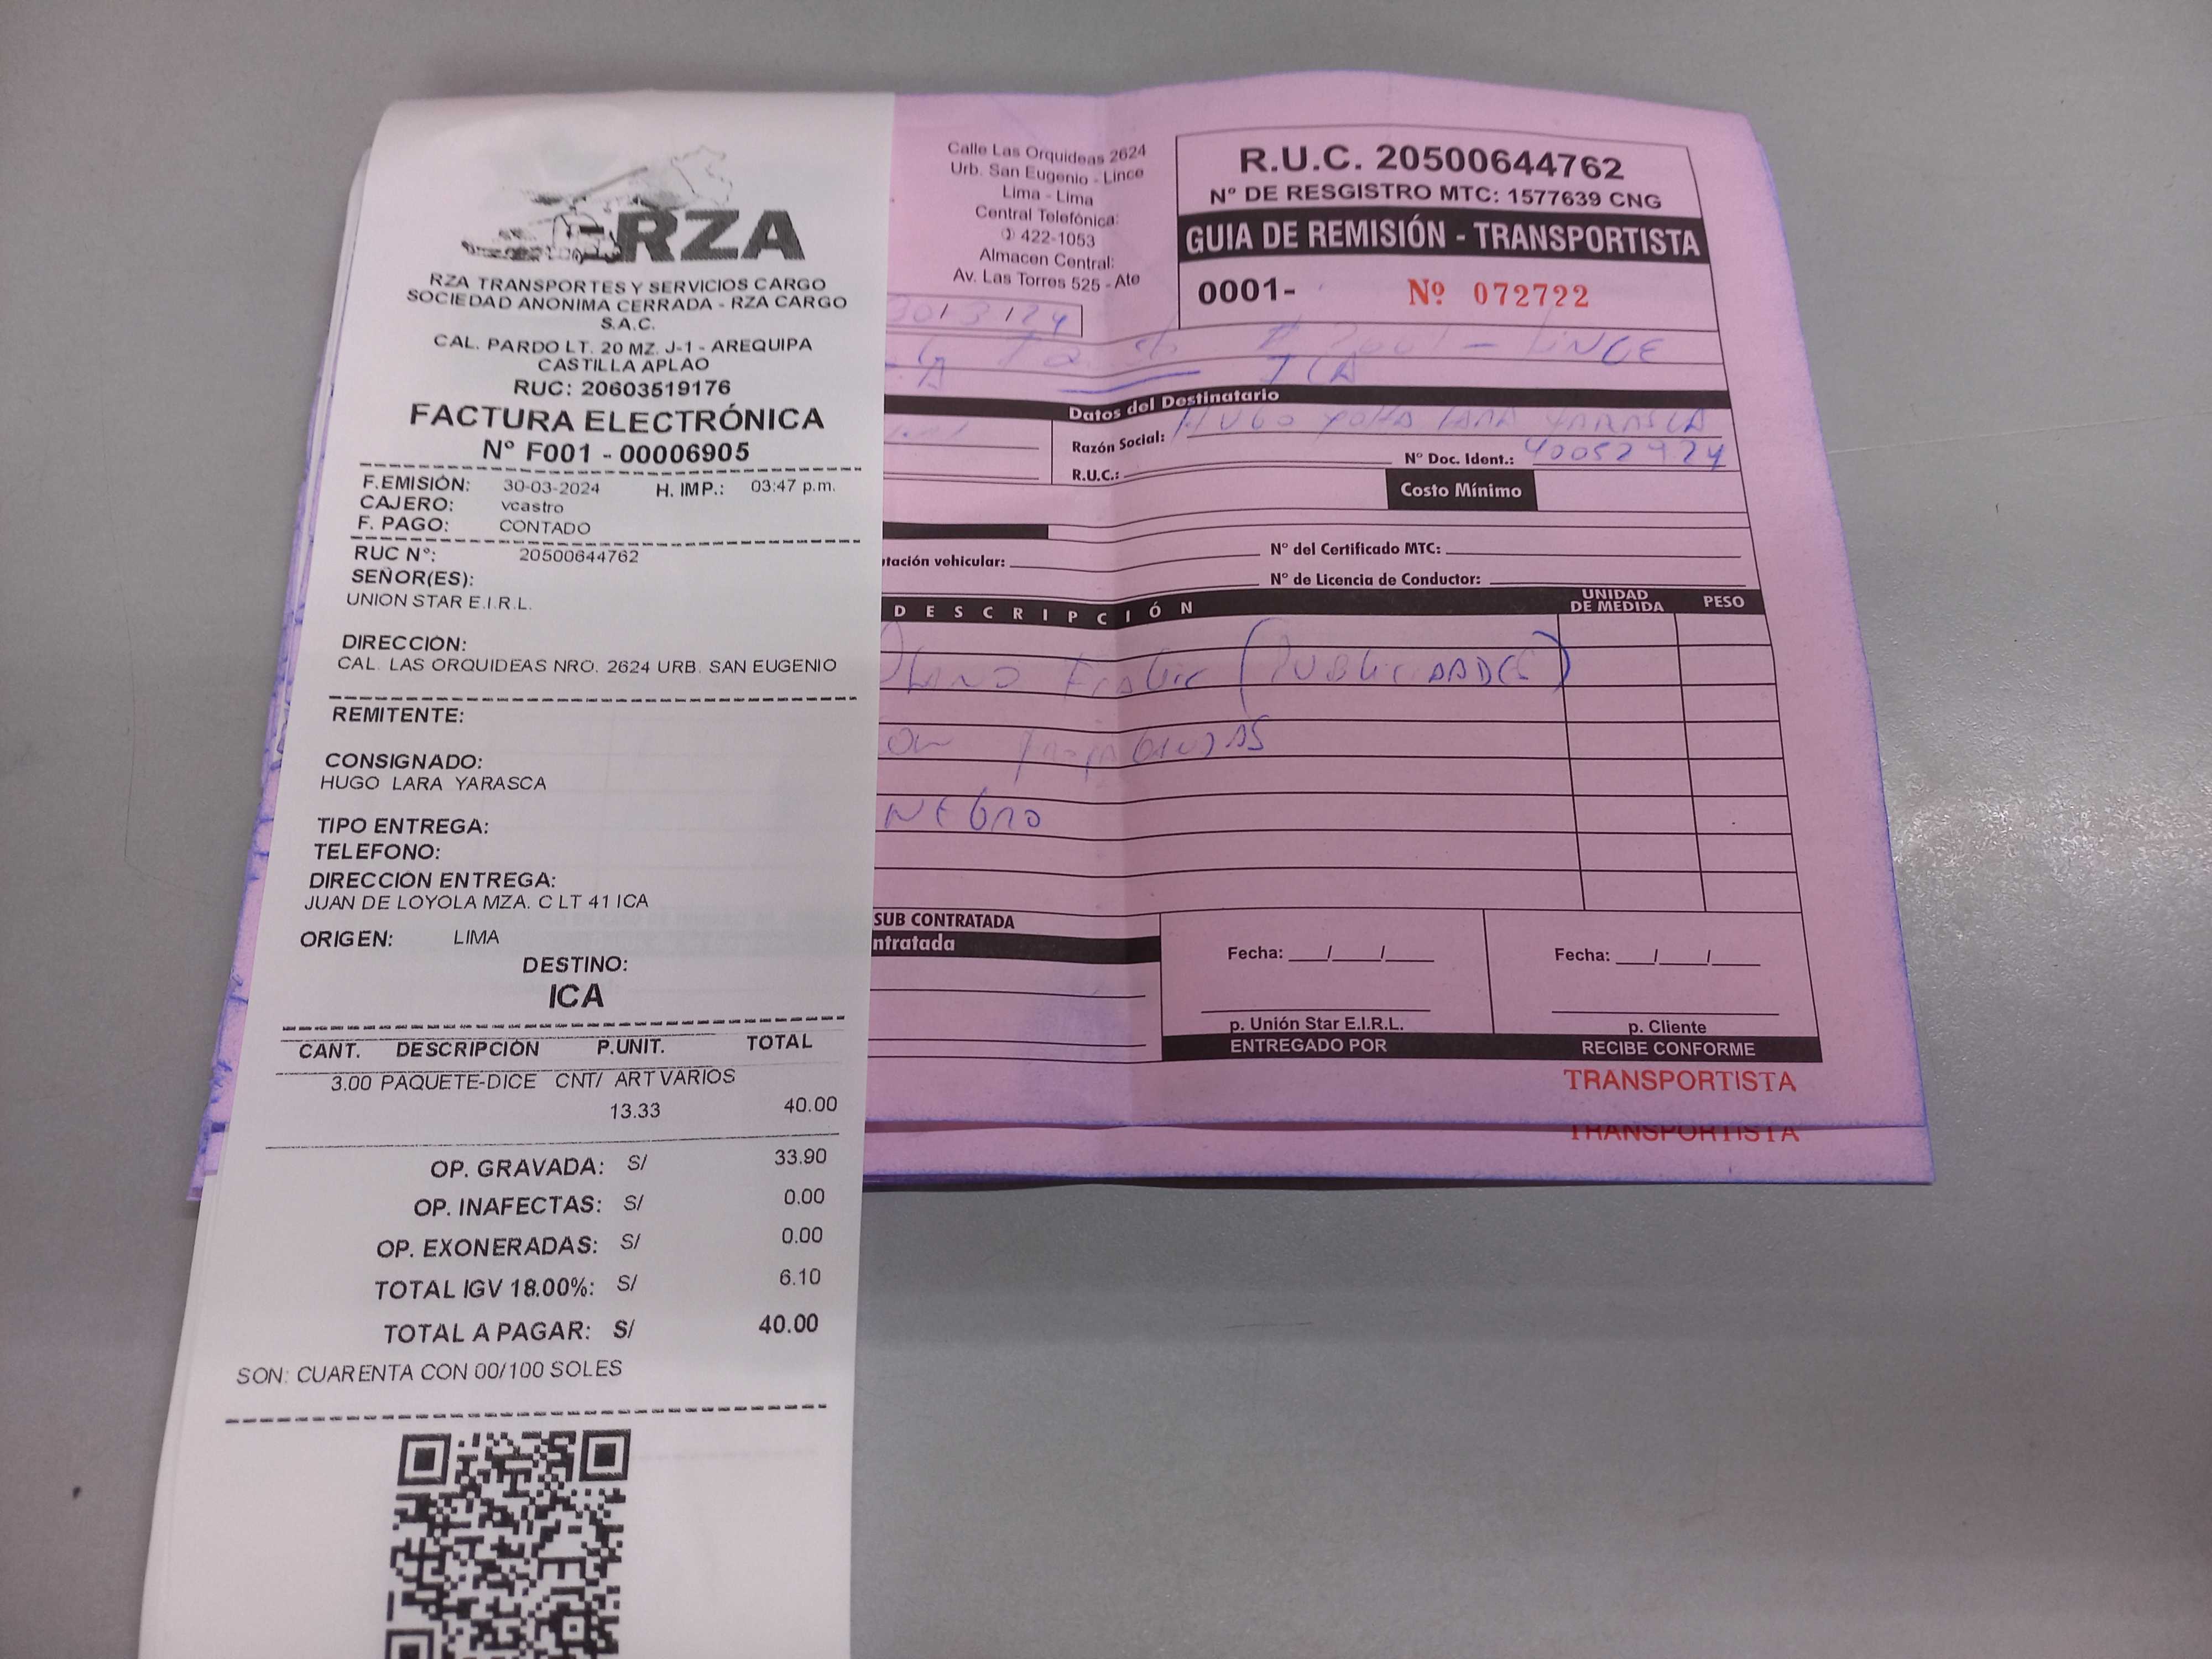 RZA
RZA TRANSPORTES Y SERVICIOS CARGO
SOCIEDAD ANONIMA CERRADA - RZA CARGO
S.A.C.
CAL. PARDO LT. 20 MZ. J-1 - AREQUIPA
CASTILLA APLAO
RUC: 20603519176
FACTURA ELECTRÓNICA
N° F001 - 00006905
F.EMISIÓN: 30-03-2024 H. IMP.: 03:47 p.m.
CAJERO: vcastro
F. PAGO: CONTADO
RUC N°: 20500644762
SEÑOR(ES):
UNION STAR E.I.R.L.
DIRECCIÓN:
CAL. LAS ORQUIDEAS NRO. 2624 URB. SAN EUGENIO
REMITENTE:
CONSIGNADO:
HUGO LARA YARASCA
TIPO ENTREGA:
TELEFONO:
DIRECCION ENTREGA:
JUAN DE LOYOLA MZA. C LT 41 ICA
ORIGEN: LIMA
DESTINO:
ICA
CANT. DESCRIPCIÓN P.UNIT. TOTAL
3.00 PAQUETE-DICE CNT/ ART VARIOS
13.33 40.00
OP. GRAVADA: S/ 33.90
OP. INAFECTAS: S/ 0.00
OP. EXONERADAS: S/ 0.00
TOTAL IGV 18.00%: S/ 6.10
TOTAL A PAGAR: S/ 40.00
SON: CUARENTA CON 00/100 SOLES
Calle Las Orquideas 2624
Urb. San Eugenio - Lince
Lima - Lima
Central Telefónica:
422-1053
Almacen Central:
Av. Las Torres 525 - Ate
R.U.C. 20500644762
N° DE RESGISTRO MTC: 1577639 CNG
GUIA DE REMISIÓN - TRANSPORTISTA
0001- Nº 072722
LINCE
ICA
Datos del Destinatario
Razón Social: HUGO LARA YARASCA
R.U.C.: N° Doc. Ident.: 40052924
Costo Mínimo
N° del Certificado MTC:
vehicular:
N° de Licencia de Conductor:
DESCRIPCIÓN UNIDAD DE MEDIDA PESO
(PUBLICIDADES)
NEGRO
SUB CONTRATADA
Fecha: / / Fecha: / /
p. Unión Star E.I.R.L. p. Cliente
ENTREGADO POR RECIBE CONFORME
TRANSPORTISTA
TRANSPORTISTA